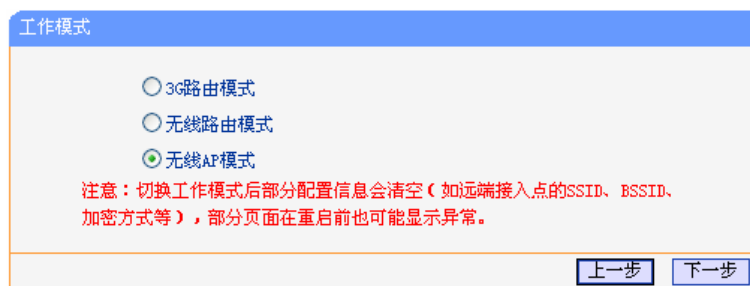 工作模式
3G路由模式
无线路由模式
无线AP模式
注意：切换工作模式后部分配置信息会清空（如远端接入点的SSID、BSSID、
加密方式等），部分页面在重启前也可能显示异常。
上一步 下一步